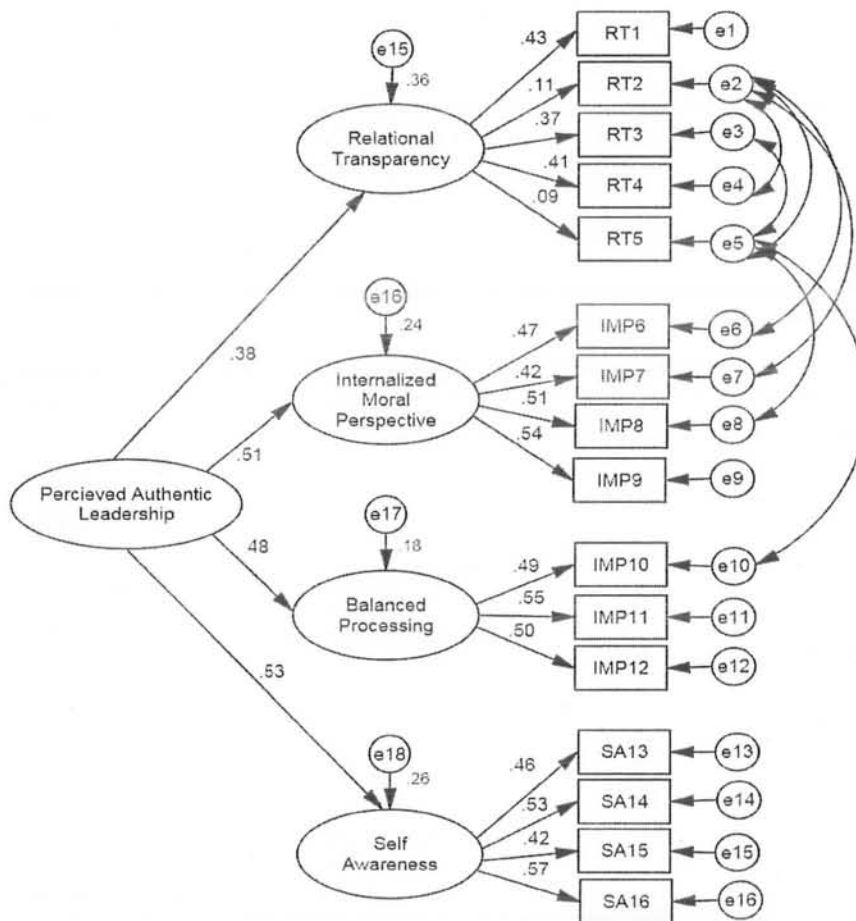 e15
.36
Relational
Transparency
.43
.11
.37
.41
.09
RT1
e1
RT2
e2
RT3
e3
RT4
e4
RT5
e5
e16
.24
Internalized
Moral
Perspective
.47
.42
.51
.54
IMP6
e6
IMP7
e7
IMP8
e8
IMP9
e9
.38
.51
.48
.53
Percieved Authentic
Leadership
e17
.18
Balanced
Processing
.49
.55
.50
IMP10
e10
IMP11
e11
IMP12
e12
e18
.26
Self
Awareness
.46
.53
.42
.57
SA13
e13
SA14
e14
SA15
e15
SA16
e16